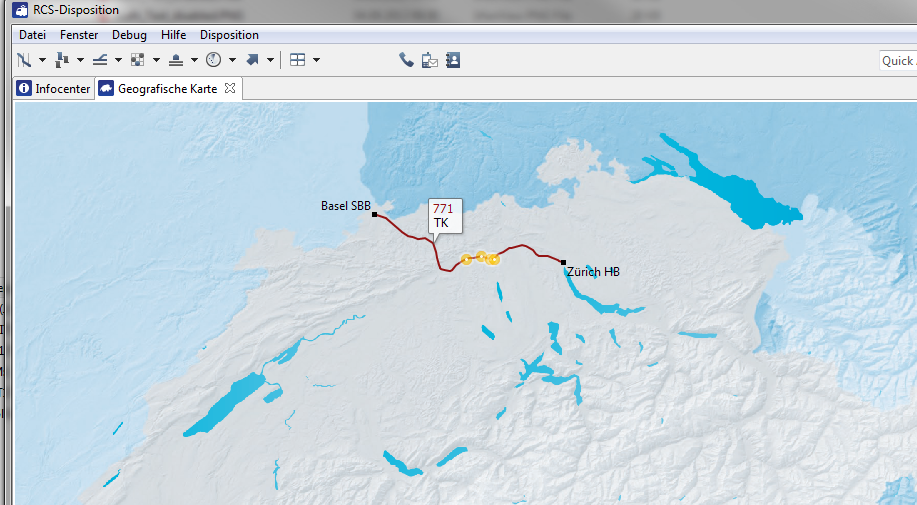 RCS-Disposition
Datei Fenster Debug Hilfe Disposition
Quick
Infocenter Geografische Karte
Basel SBB
771
TK
Zürich HB